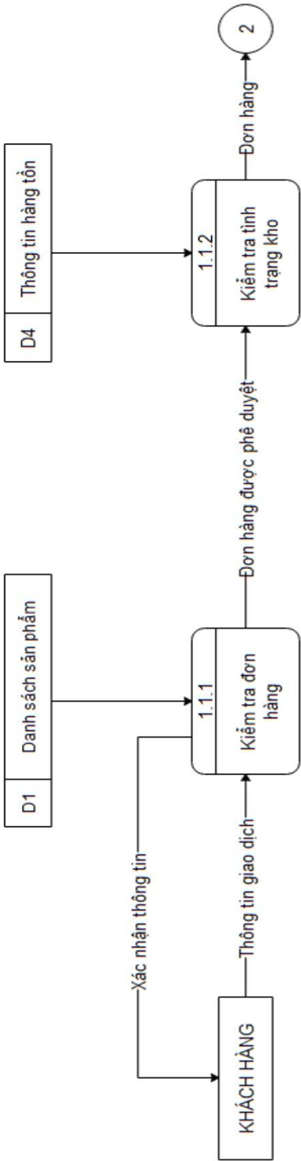 D1
Danh sách sản phẩm
D4
Thông tin hàng tồn
Xác nhận thông tin
1.1.1
1.1.2
KHÁCH HÀNG
Thông tin giao dịch
Kiểm tra đơn
hàng
Đơn hàng được phê duyệt
Kiểm tra tình
trạng kho
Đơn hàng
2